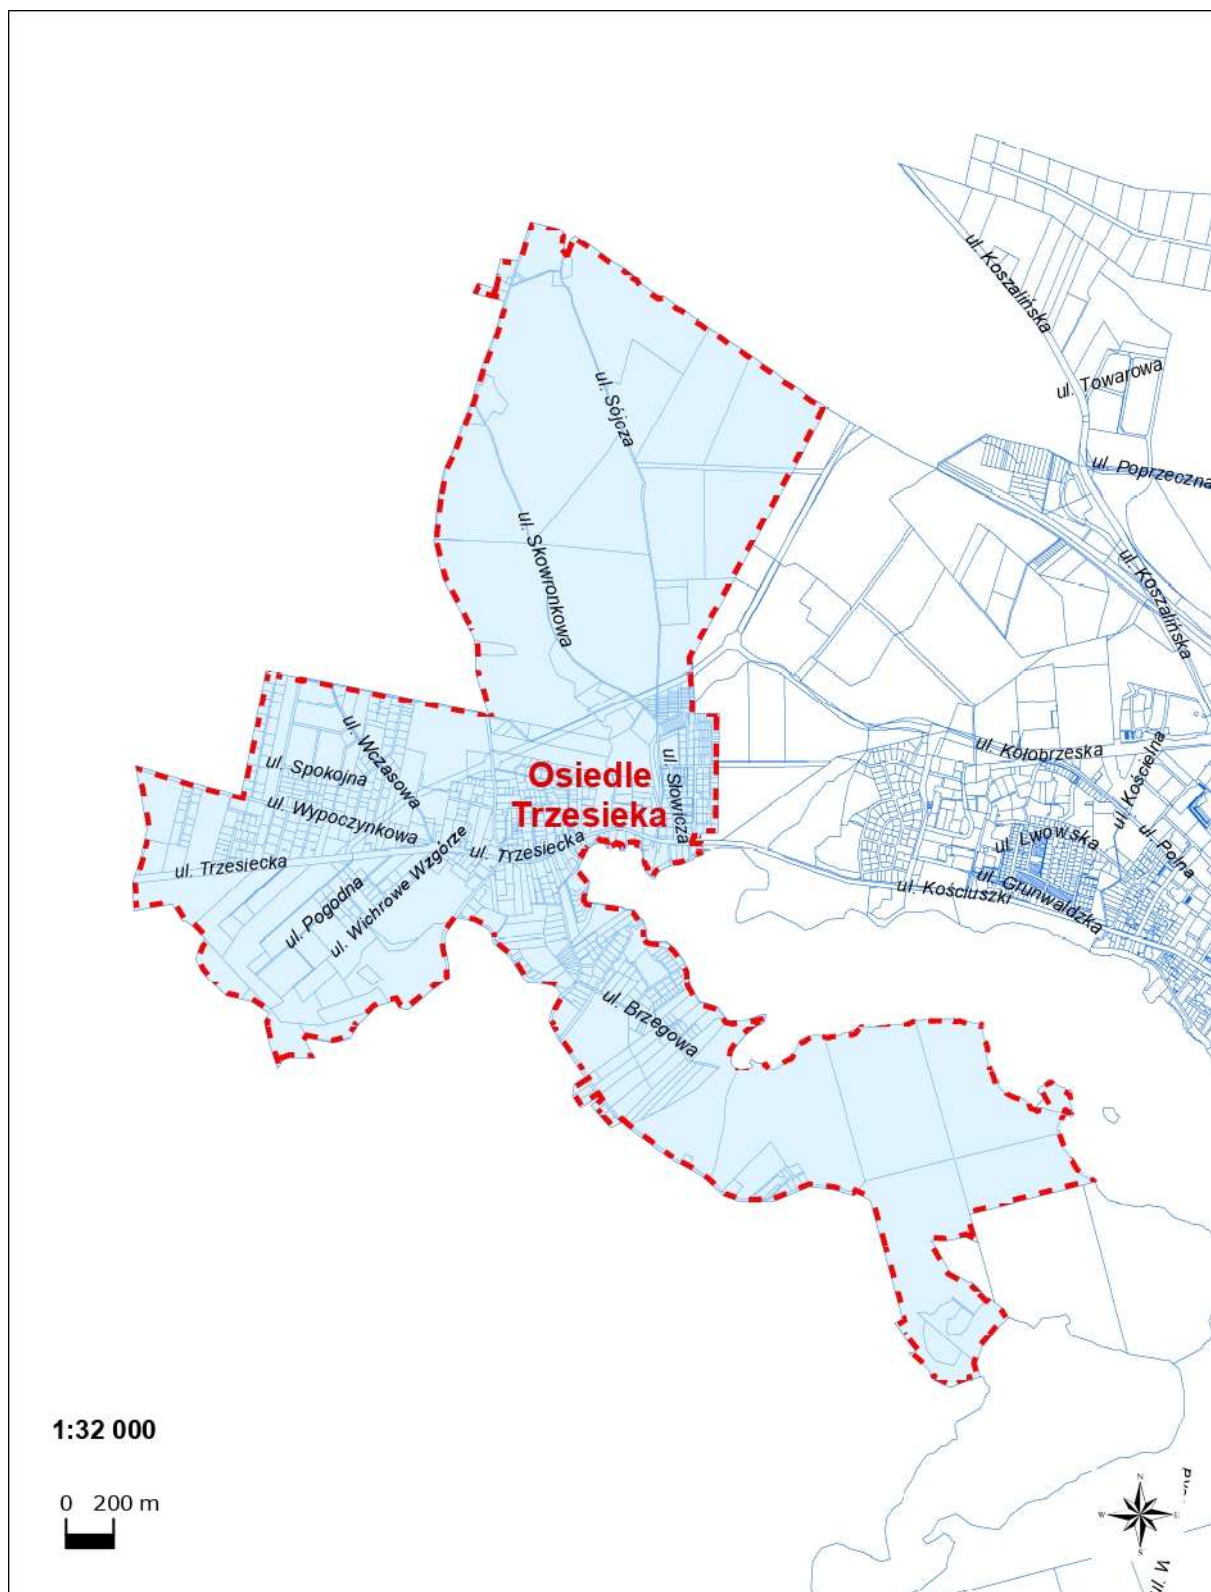 ul. Koszalińska
ul. Towarowa
ul. Sójcza
ul. Poprzeczna
ul. Skowronkowa
ul. Koszalińska
ul. Wczasowa
ul. Kołobrzeska
ul. Kościelna
ul. Spokojna
Osiedle
Trzesieka
ul. Słowicza
ul. Wypoczynkowa
ul. Trzesiecka
ul. Lwowska
ul. Polna
ul. Trzesiecka
ul. Wichrowe Wzgórze
ul. Pogodna
ul. Kościuszki
ul. Grunwaldzka
ul. Brzegowa
1:32 000
0 200 m
N
W E
S